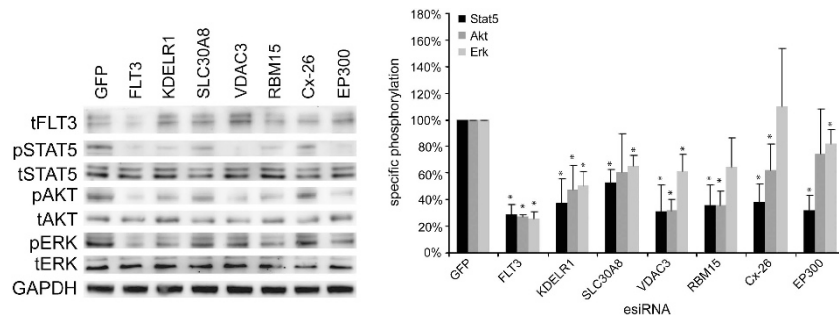 GFP
FLT3
KDELR1
SLC30A8
VDAC3
RBM15
Cx-26
EP300
tFLT3
pSTAT5
tSTAT5
pAKT
tAKT
pERK
tERK
GAPDH
specific phosphorylation
180%
160%
140%
120%
100%
80%
60%
40%
20%
0%
Stat5
Akt
Erk
* * *
* * *
* *
* * *
* *
* *
* *
GFP
FLT3
KDELR1
SLC30A8
VDAC3
RBM15
Cx-26
EP300
esiRNA